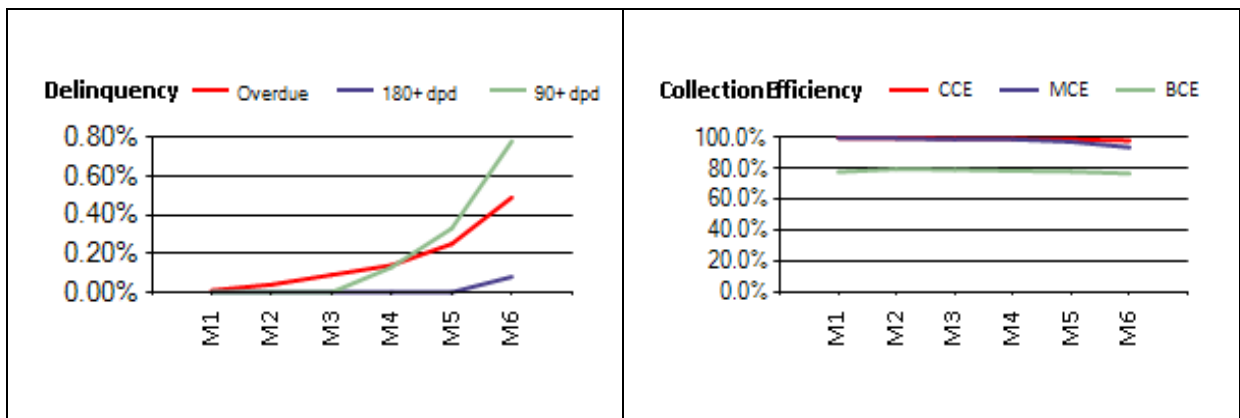 Delinquency Overdue 180+ dpd 90+ dpd
0.80%
0.60%
0.40%
0.20%
0.00%
M1 M2 M3 M4 M5 M6
Collection Efficiency CCE MCE BCE
100.0%
80.0%
60.0%
40.0%
20.0%
0.0%
M1 M2 M3 M4 M5 M6